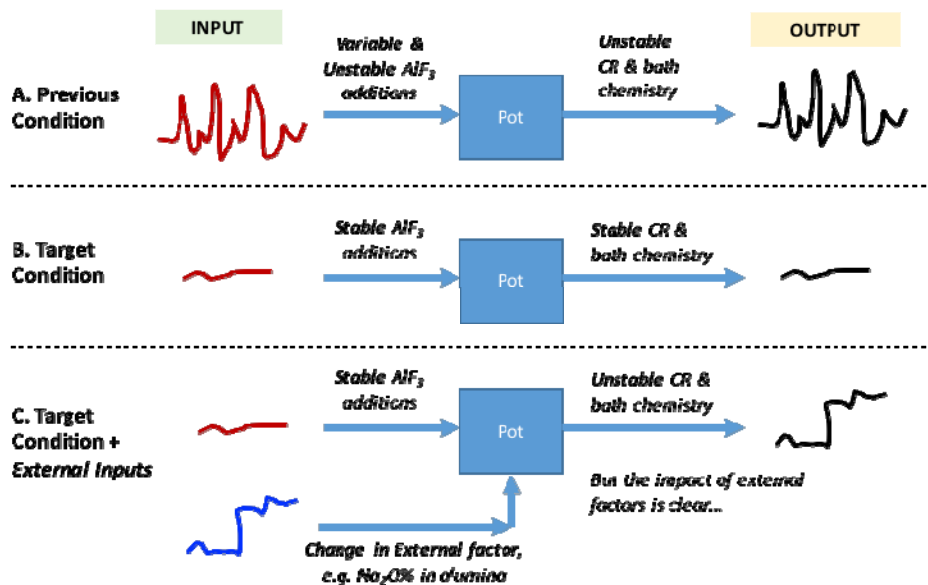 INPUT
OUTPUT
Variable &
Unstable AlF₃
additions
Unstable
CR & bath
chemistry
A. Previous
Condition
Pot
Stable AlF₃
additions
Stable CR &
bath chemistry
B. Target
Condition
Pot
Stable AlF₃
additions
Unstable CR &
bath chemistry
C. Target
Condition +
External Inputs
Pot
But the impact of external
factors is clear...
Change in External factor,
e.g. Na₂O% in alumina